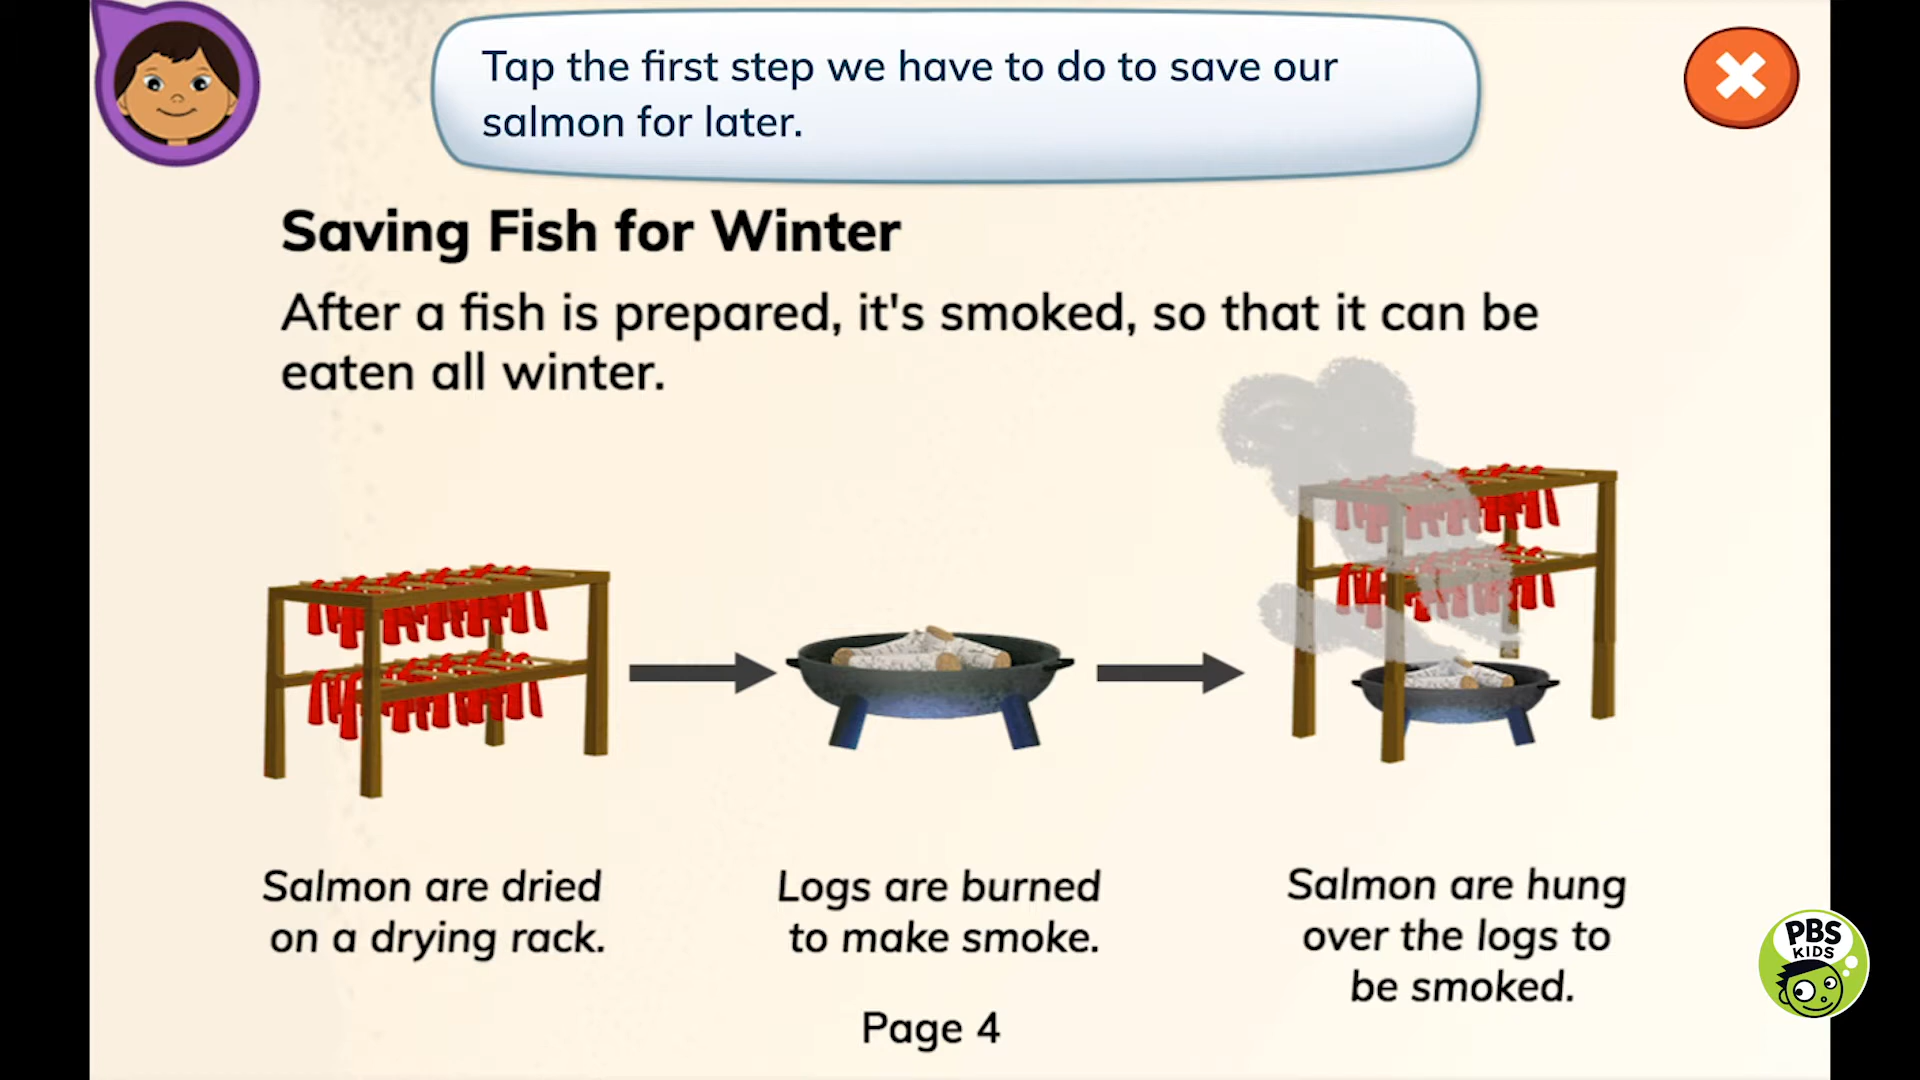 Tap the first step we have to do to save our
salmon for later.
Saving Fish for Winter
After a fish is prepared, it's smoked, so that it can be
eaten all winter.
Salmon are dried
on a drying rack.
Logs are burned
to make smoke.
Salmon are hung
over the logs to
be smoked.
Page 4
PBS
KIDS